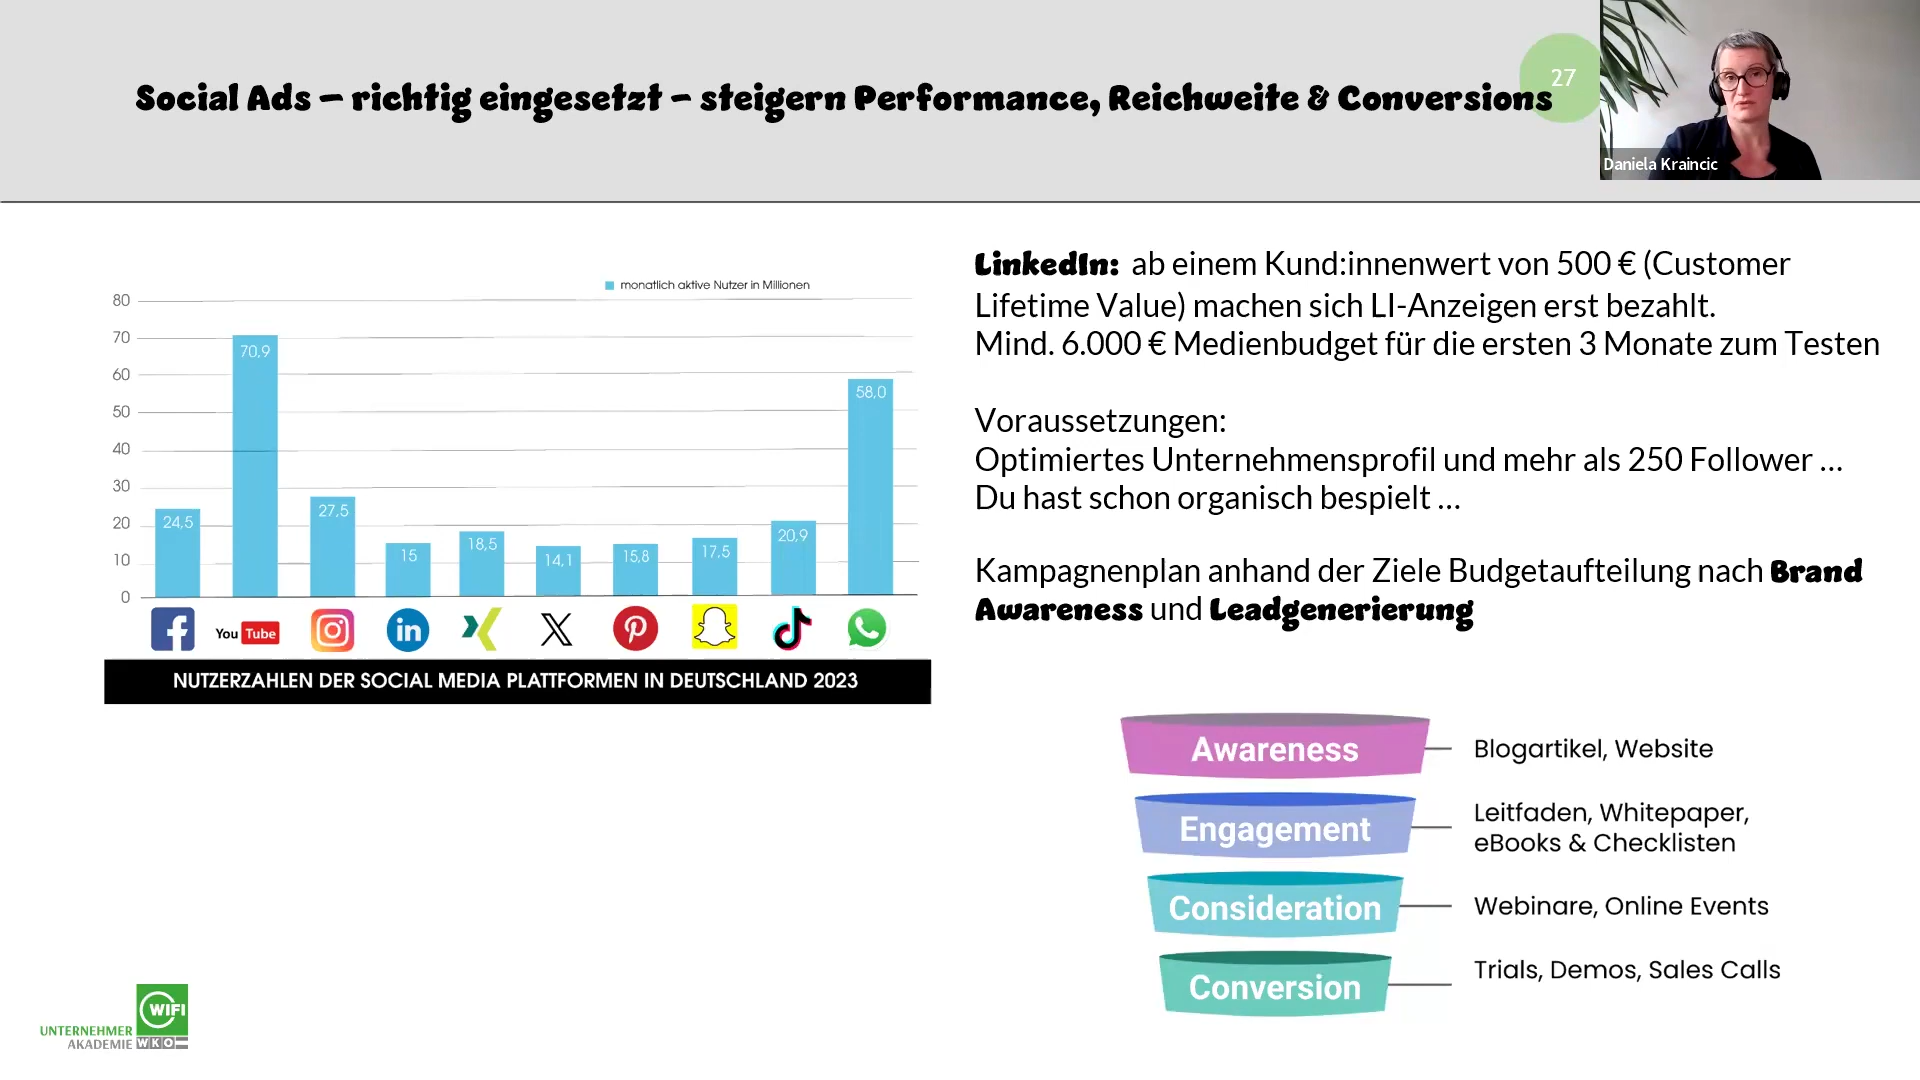 Social Ads – richtig eingesetzt – steigern Performance, Reichweite & Conversions
27
Daniela Kraincic
monatlich aktive Nutzer in Millionen
80
70
60
50
40
30
20
10
0
24,5
70,9
27,5
15
18,5
14,1
15,8
17,5
20,9
58,0
You Tube
in
X
NUTZERZAHLEN DER SOCIAL MEDIA PLATTFORMEN IN DEUTSCHLAND 2023
LinkedIn: ab einem Kund:innenwert von 500 € (Customer
Lifetime Value) machen sich LI-Anzeigen erst bezahlt.
Mind. 6.000 € Medienbudget für die ersten 3 Monate zum Testen
Voraussetzungen:
Optimiertes Unternehmensprofil und mehr als 250 Follower ...
Du hast schon organisch bespielt ...
Kampagnenplan anhand der Ziele Budgetaufteilung nach Brand
Awareness und Leadgenerierung
Awareness
Blogartikel, Website
Engagement
Leitfaden, Whitepaper,
eBooks & Checklisten
Consideration
Webinare, Online Events
Conversion
Trials, Demos, Sales Calls
WIFI
UNTERNEHMER
AKADEMIE WKO